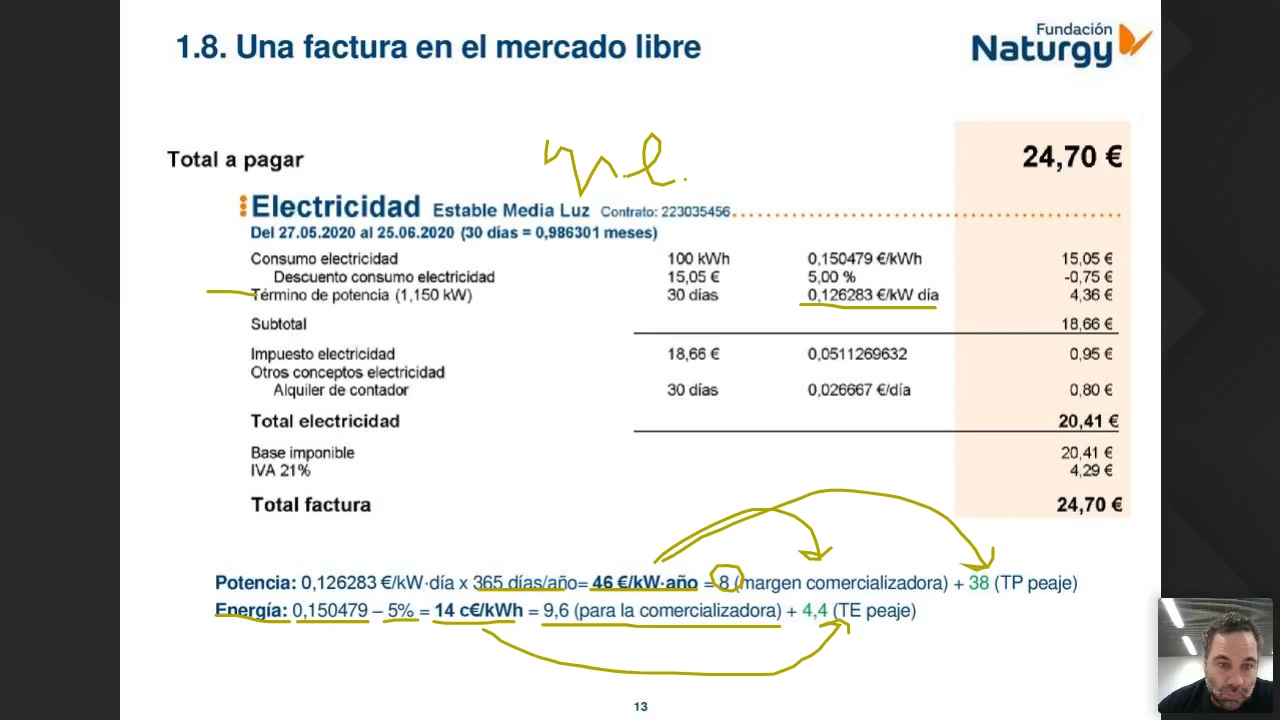 1.8. Una factura en el mercado libre
Fundación
Naturgy
Total a pagar 24,70 €
Electricidad Estable Media Luz Contrato: 223035456
Del 27.05.2020 al 25.06.2020 (30 días = 0,986301 meses)
Consumo electricidad 100 kWh 0,150479 €/kWh 15,05 €
Descuento consumo electricidad 15,05 € 5,00 % -0,75 €
Término de potencia (1,150 kW) 30 días 0,126283 €/kW día 4,36 €
Subtotal 18,66 €
Impuesto electricidad 18,66 € 0,0511269632 0,95 €
Otros conceptos electricidad
Alquiler de contador 30 días 0,026667 €/día 0,80 €
Total electricidad 20,41 €
Base imponible 20,41 €
IVA 21% 4,29 €
Total factura 24,70 €
Potencia: 0,126283 €/kW·día x 365 días/año= 46 €/kW·año = 8 (margen comercializadora) + 38 (TP peaje)
Energía: 0,150479 – 5% = 14 c€/kWh = 9,6 (para la comercializadora) + 4,4 (TE peaje)
13